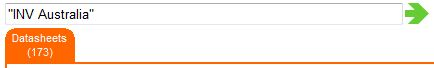 "INV Australia"
Datasheets
(173)